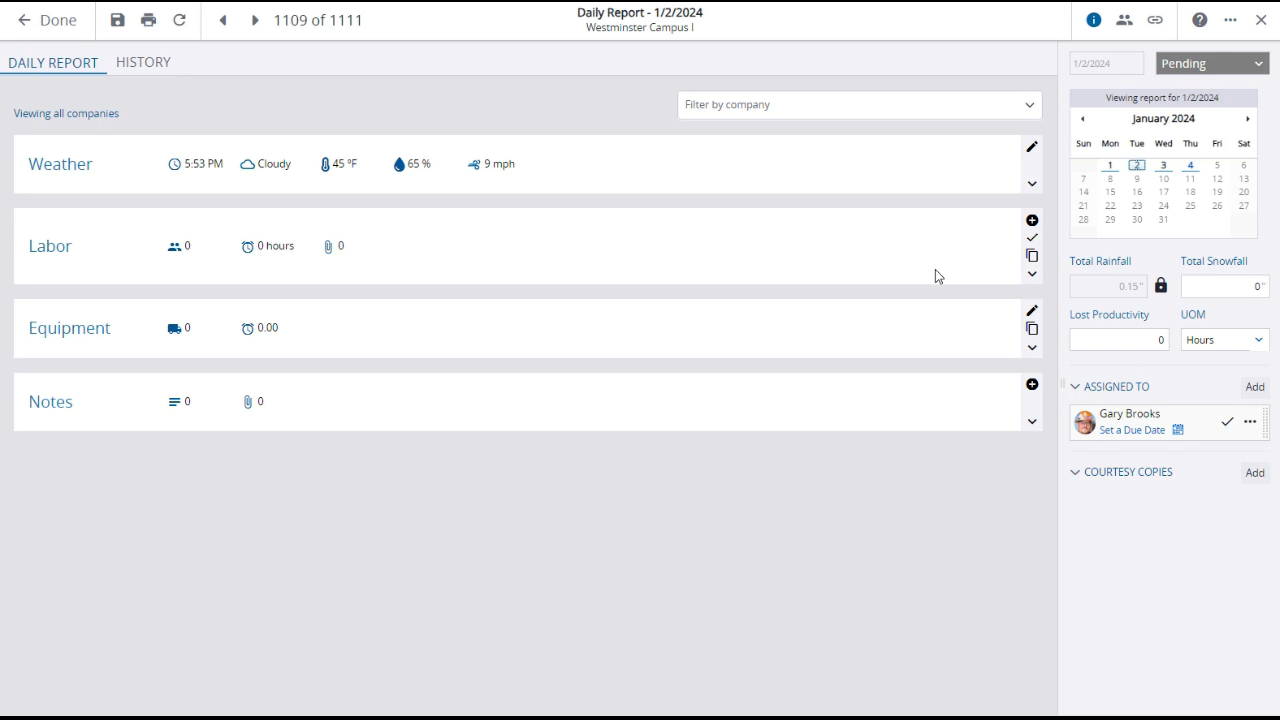 Done
1109 of 1111
Daily Report - 1/2/2024
Westminster Campus I
DAILY REPORT
HISTORY
Viewing all companies
Filter by company
Weather
5:53 PM
Cloudy
45 °F
65 %
9 mph
Labor
0
0 hours
0
Equipment
0
0.00
Notes
0
0
1/2/2024
Pending
Viewing report for 1/2/2024
January 2024
Sun Mon Tue Wed Thu Fri Sat
1 2 3 4 5 6
7 8 9 10 11 12 13
14 15 16 17 18 19 20
21 22 23 24 25 26 27
28 29 30 31
Total Rainfall
Total Snowfall
0.15"
0"
Lost Productivity
UOM
0
Hours
ASSIGNED TO
Add
Gary Brooks
Set a Due Date
COURTESY COPIES
Add